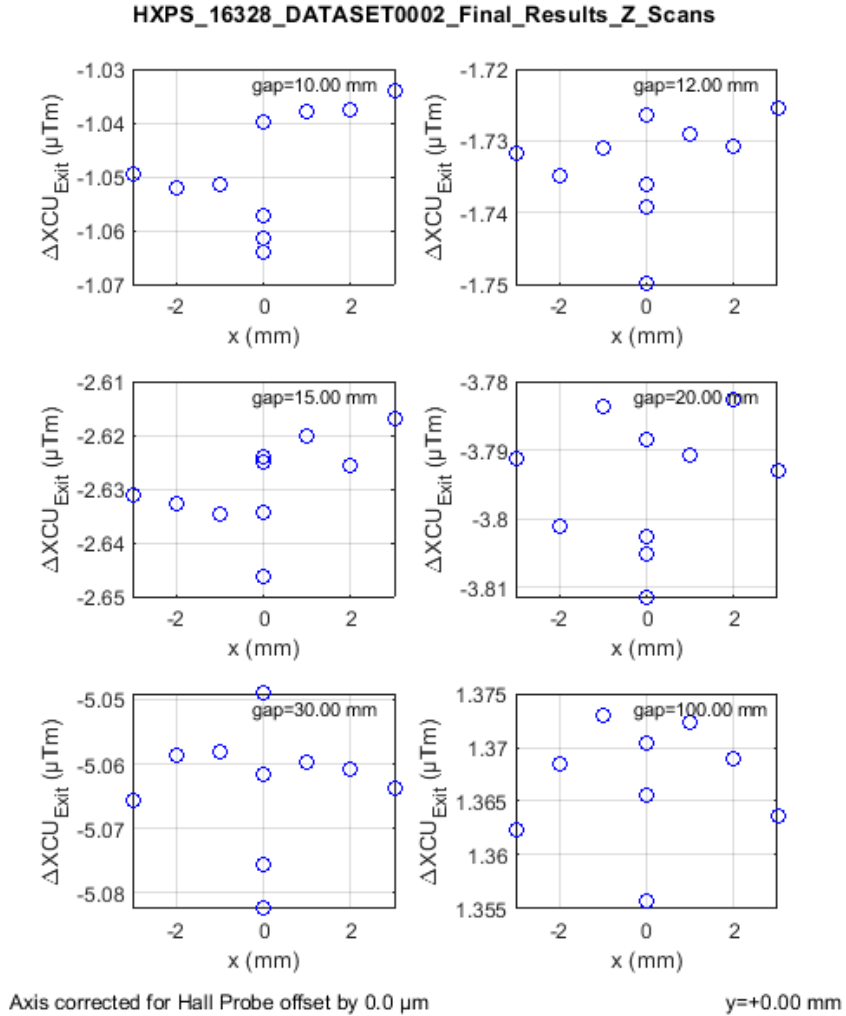 HXPS_16328_DATASET0002_Final_Results_Z_Scans
-1.03
-1.04
-1.05
-1.06
-1.07
ΔXCU_Exit (µTm)
gap=10.00 mm
-2 0 2
x (mm)
-1.72
-1.73
-1.74
-1.75
ΔXCU_Exit (µTm)
gap=12.00 mm
-2 0 2
x (mm)
-2.61
-2.62
-2.63
-2.64
-2.65
ΔXCU_Exit (µTm)
gap=15.00 mm
-2 0 2
x (mm)
-3.78
-3.79
-3.8
-3.81
ΔXCU_Exit (µTm)
gap=20.00 mm
-2 0 2
x (mm)
-5.05
-5.06
-5.07
-5.08
ΔXCU_Exit (µTm)
gap=30.00 mm
-2 0 2
x (mm)
1.375
1.37
1.365
1.36
1.355
ΔXCU_Exit (µTm)
gap=100.00 mm
-2 0 2
x (mm)
Axis corrected for Hall Probe offset by 0.0 µm
y=+0.00 mm